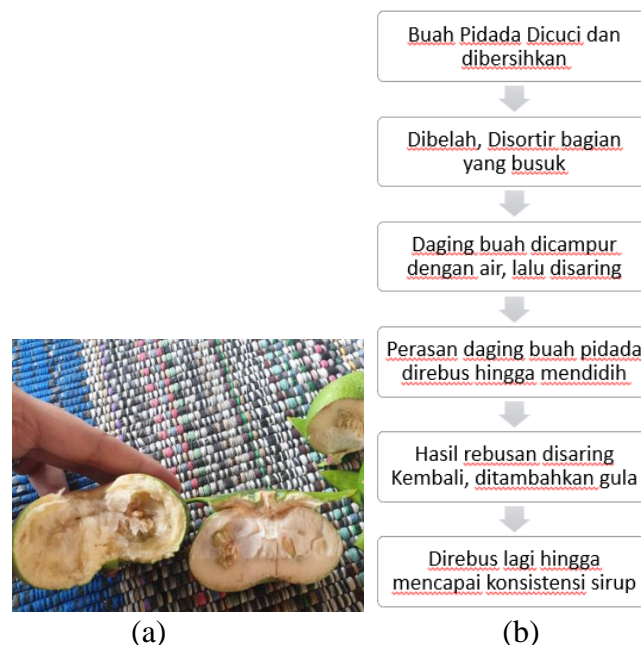 Buah Pidada Dicuci dan
dibersihkan
Dibelah, Disortir bagian
yang busuk
Daging buah dicampur
dengan air, lalu disaring
Perasan daging buah pidada
direbus hingga mendidih
Hasil rebusan disaring
Kembali, ditambahkan gula
Direbus lagi hingga
mencapai konsistensi sirup
(a)
(b)